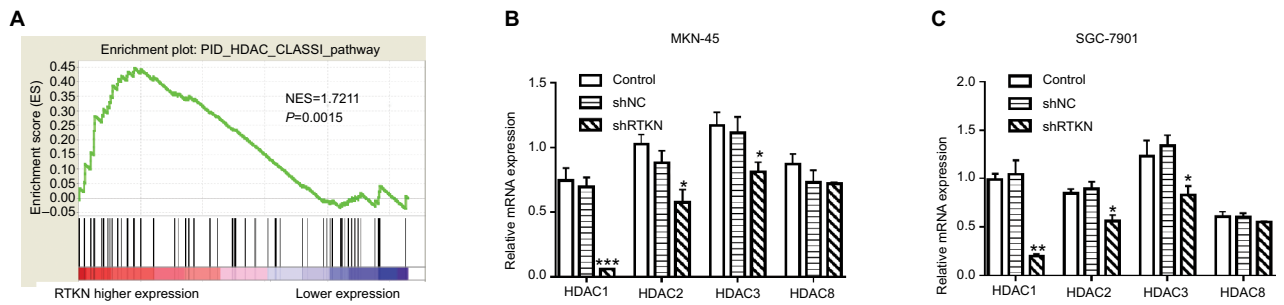 A
Enrichment plot: PID_HDAC_CLASSI_pathway
Enrichment score (ES)
0.45
0.40
0.35
0.30
0.25
0.20
0.15
0.10
0.05
0.00
−0.05
NES=1.7211
P=0.0015
RTKN higher expression
Lower expression
B
MKN-45
Relative mRNA expression
1.5
1.0
0.5
0.0
Control
shNC
shRTKN
***
*
*
HDAC1
HDAC2
HDAC3
HDAC8
C
SGC-7901
Relative mRNA expression
2.0
1.5
1.0
0.5
0.0
Control
shNC
shRTKN
**
*
*
HDAC1
HDAC2
HDAC3
HDAC8